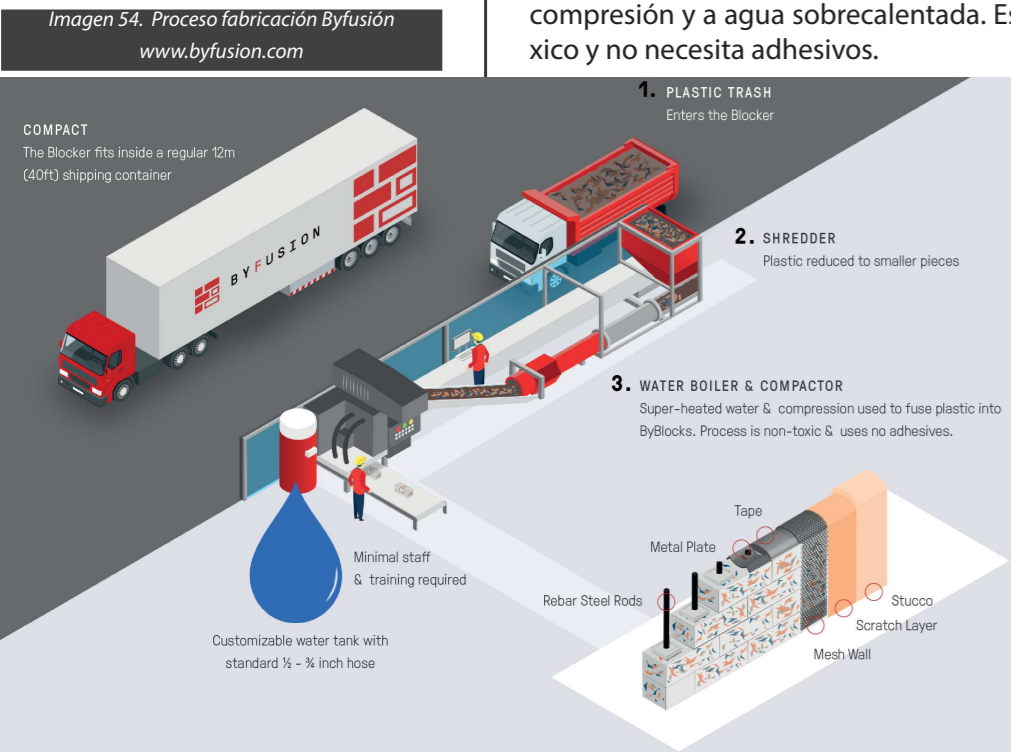 Imagen 54. Proceso fabricación Byfusión
www.byfusion.com
compresión y a agua sobrecalentada. Es
xico y no necesita adhesivos.
COMPACT
The Blocker fits inside a regular 12m
(40ft) shipping container
BYFUSION
1. PLASTIC TRASH
Enters the Blocker
2. SHREDDER
Plastic reduced to smaller pieces
3. WATER BOILER & COMPACTOR
Super-heated water & compression used to fuse plastic into
ByBlocks. Process is non-toxic & uses no adhesives.
Minimal staff
& training required
Customizable water tank with
standard ½ - ¾ inch hose
Tape
Metal Plate
Rebar Steel Rods
Stucco
Scratch Layer
Mesh Wall